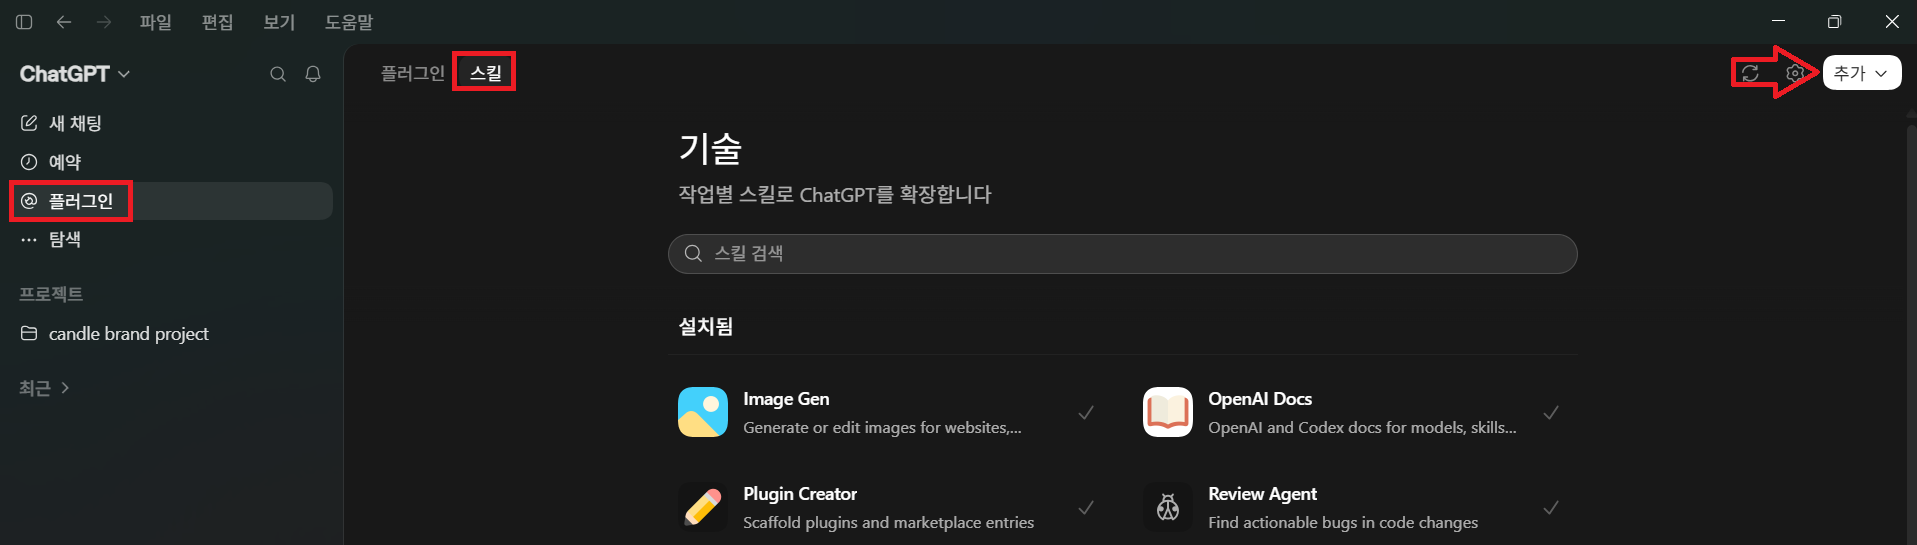 파일 편집 보기 도움말
ChatGPT
새 채팅
예약
플러그인
탐색
프로젝트
candle brand project
최근
플러그인 스킬
추가
기술
작업별 스킬로 ChatGPT를 확장합니다
스킬 검색
설치됨
Image Gen
Generate or edit images for websites,...
OpenAI Docs
OpenAI and Codex docs for models, skills...
Plugin Creator
Scaffold plugins and marketplace entries
Review Agent
Find actionable bugs in code changes